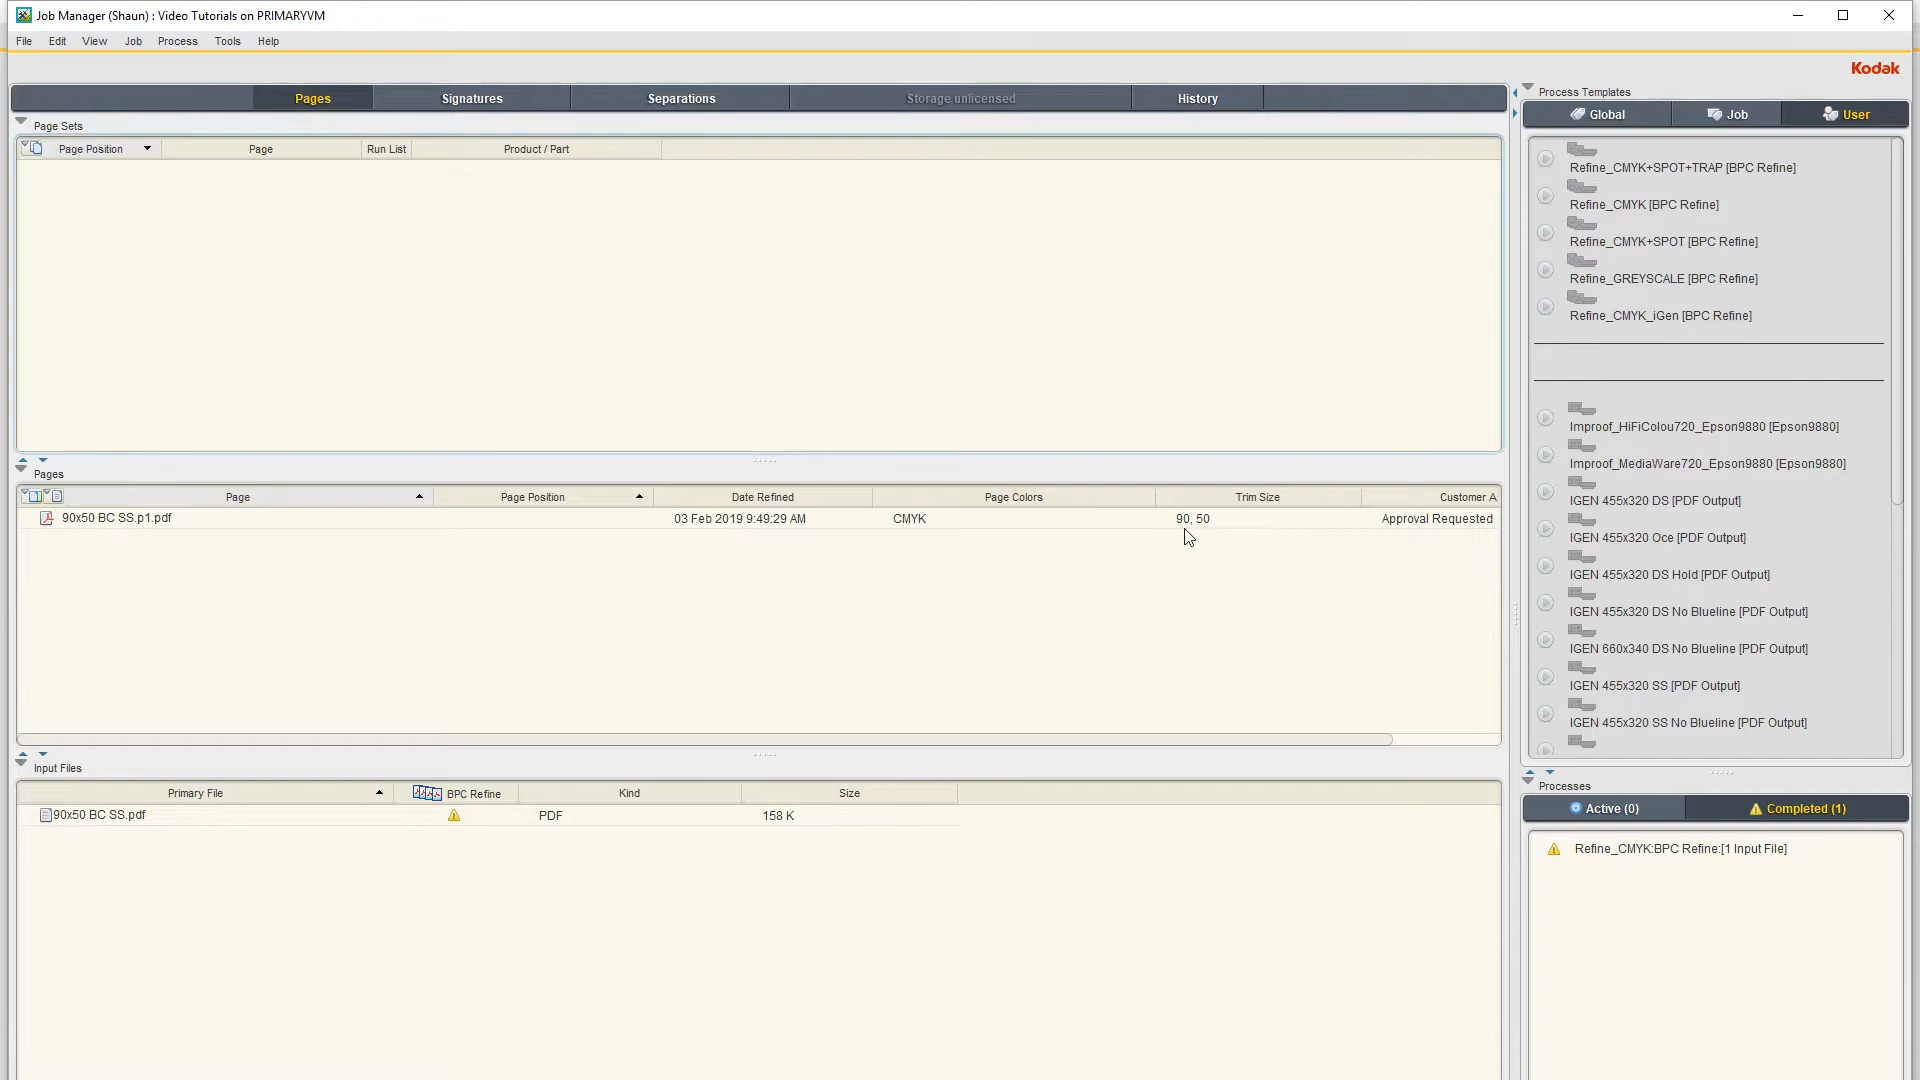 Job Manager (Shaun) : Video Tutorials on PRIMARYVM
File Edit View Job Process Tools Help
Kodak
Pages Signatures Separations Storage unlicensed History
Page Sets
Page Position Page Run List Product / Part
Pages
Page Page Position Date Refined Page Colors Trim Size Customer A
90x50 BC SS.p1.pdf 03 Feb 2019 9:49:29 AM CMYK 90, 50 Approval Requested
Input Files
Primary File BPC Refine Kind Size
90x50 BC SS.pdf PDF 158 K
Process Templates
Global Job User
Refine_CMYK+SPOT+TRAP [BPC Refine]
Refine_CMYK [BPC Refine]
Refine_CMYK+SPOT [BPC Refine]
Refine_GREYSCALE [BPC Refine]
Refine_CMYK_iGen [BPC Refine]
Improof_HiFiColou720_Epson9880 [Epson9880]
Improof_MediaWare720_Epson9880 [Epson9880]
IGEN 455x320 DS [PDF Output]
IGEN 455x320 Oce [PDF Output]
IGEN 455x320 DS Hold [PDF Output]
IGEN 455x320 DS No Blueline [PDF Output]
IGEN 660x340 DS No Blueline [PDF Output]
IGEN 455x320 SS [PDF Output]
IGEN 455x320 SS No Blueline [PDF Output]
Processes
Active (0) Completed (1)
Refine_CMYK:BPC Refine:[1 Input File]